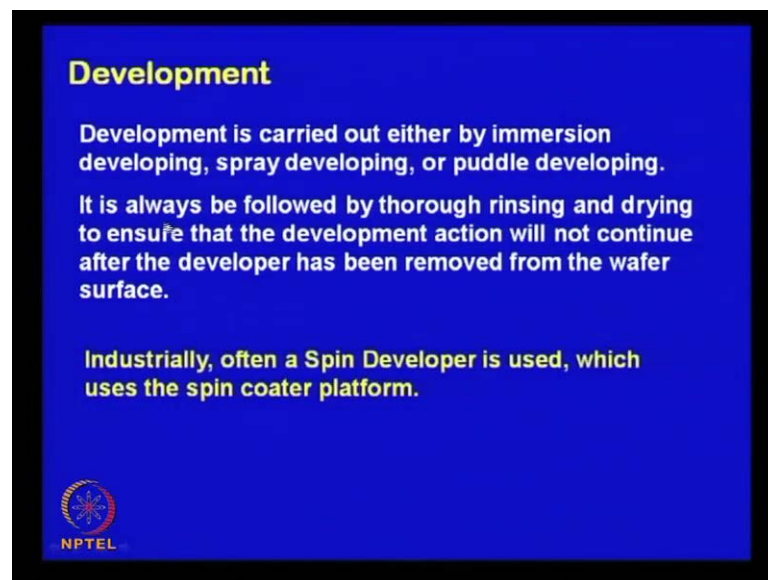 Development
Development is carried out either by immersion
developing, spray developing, or puddle developing.
It is always be followed by thorough rinsing and drying
to ensure that the development action will not continue
after the developer has been removed from the wafer
surface.
Industrially, often a Spin Developer is used, which
uses the spin coater platform.
NPTEL